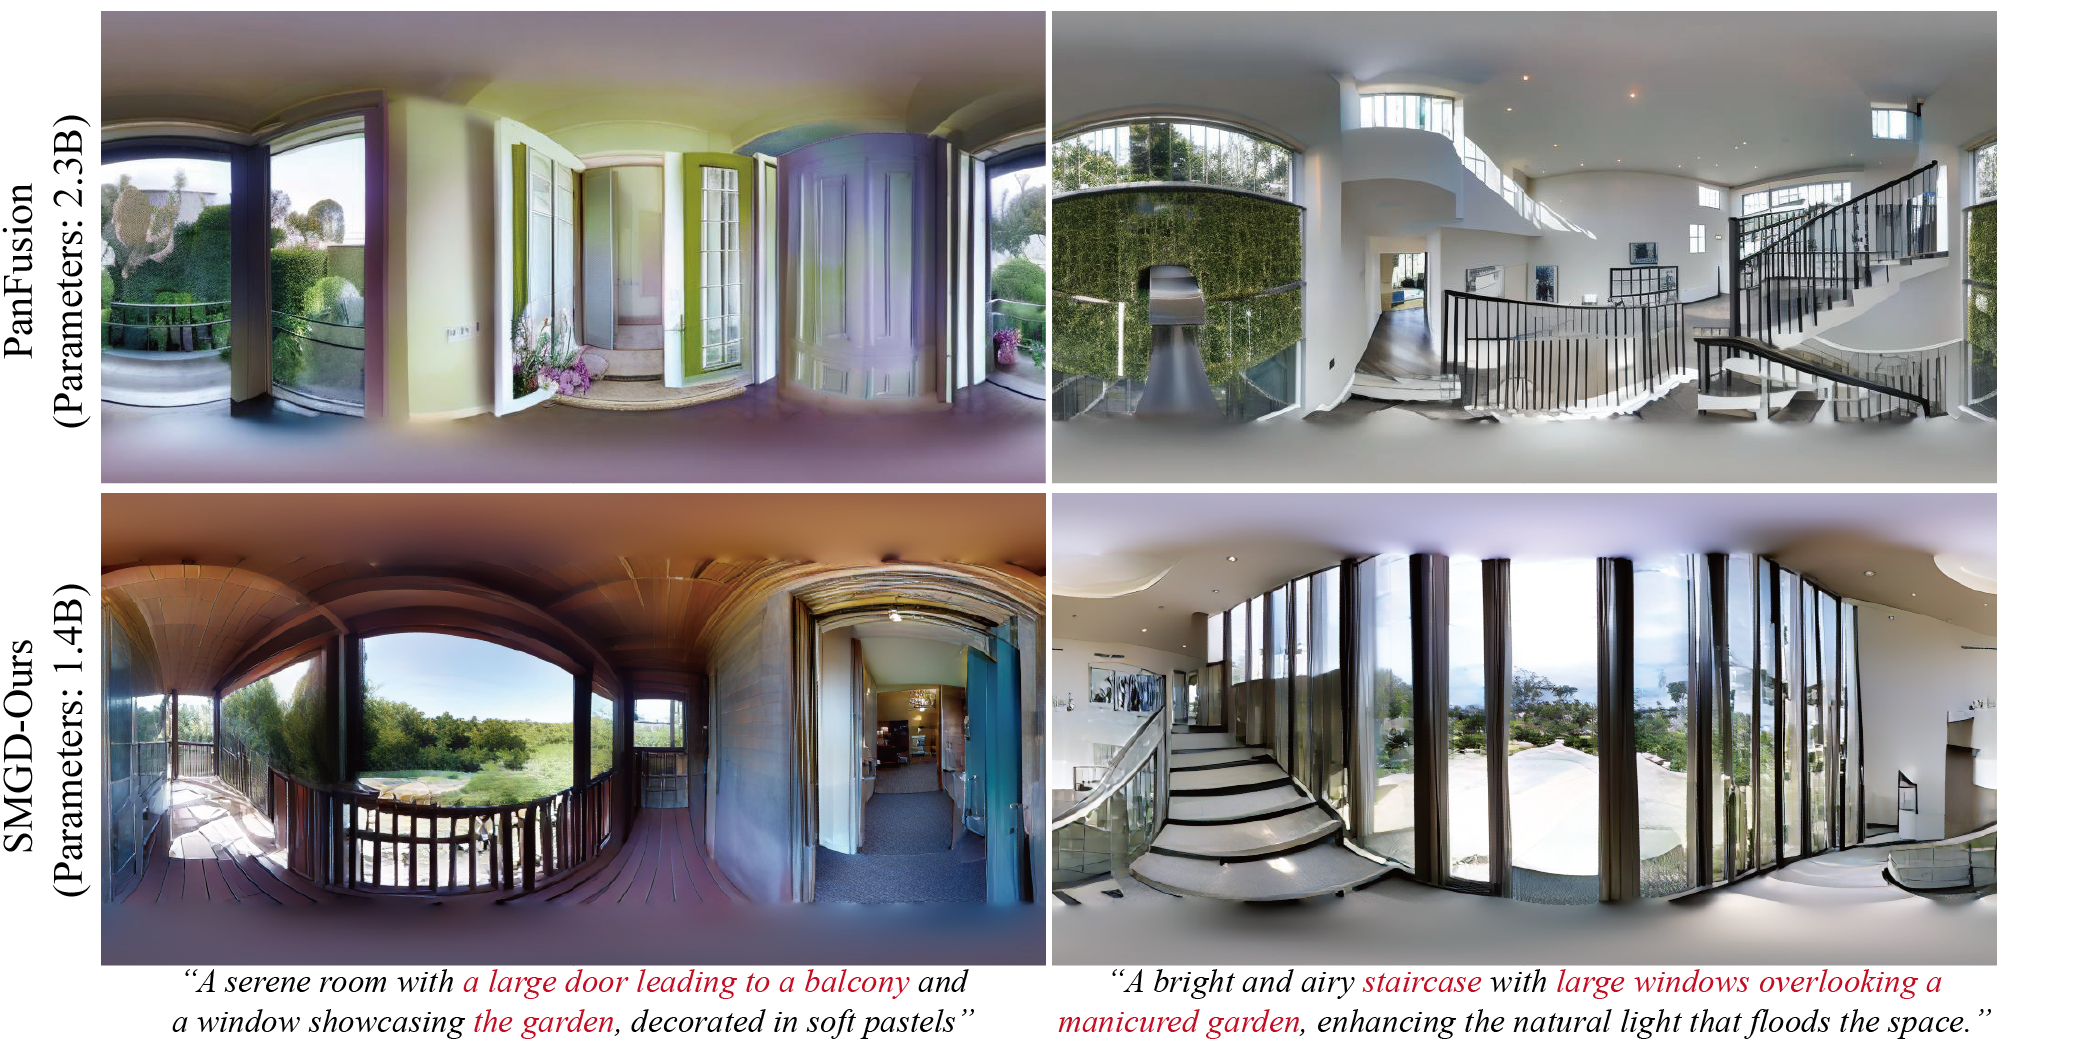 PanFusion
(Parameters: 2.3B)
SMGD-Ours
(Parameters: 1.4B)
“A serene room with a large door leading to a balcony and
a window showcasing the garden, decorated in soft pastels”
“A bright and airy staircase with large windows overlooking a
manicured garden, enhancing the natural light that floods the space.”